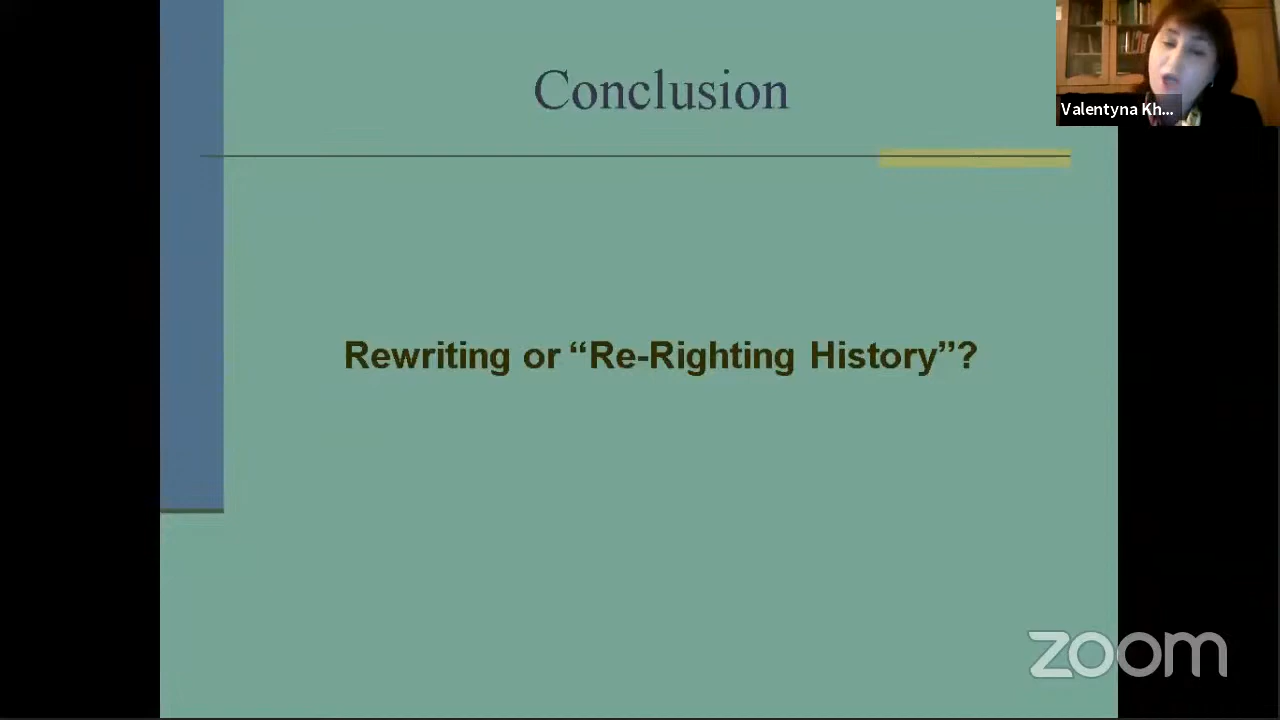 Conclusion
Valentyna Kh...
Rewriting or “Re-Righting History”?
zoom